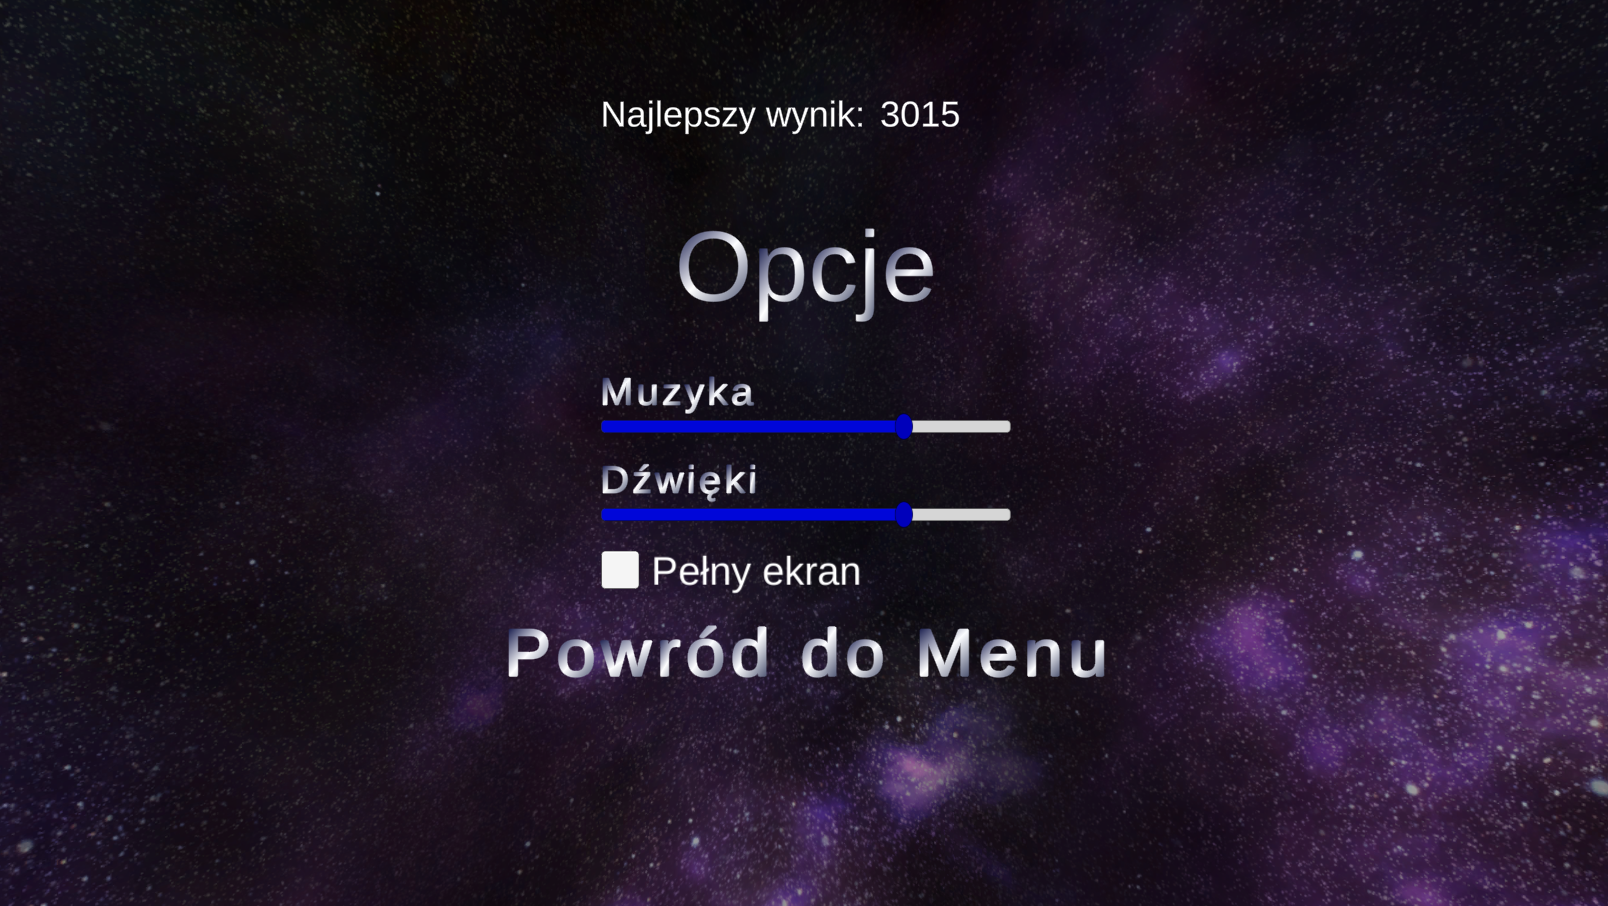 Najlepszy wynik: 3015
Opcje
Muzyka
Dźwięki
Pełny ekran
Powród do Menu